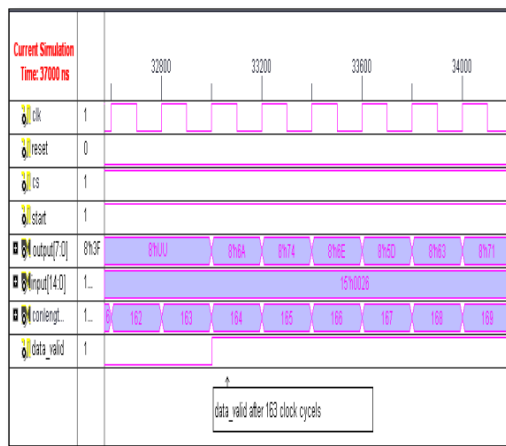 Current Simulation
Time: 37000 ns
32800 33200 33600 34000
clk 1
reset 0
cs 1
start 1
output[7:0] 8'h3F 8'hUU 8'h6A 8'h74 8'h6E 8'h5D 8'h63 8'h71
input[14:0] 1... 15'h0026
conlengt... 1... 162 163 164 165 166 167 168 169
data_valid 1
data_valid after 163 clock cycels